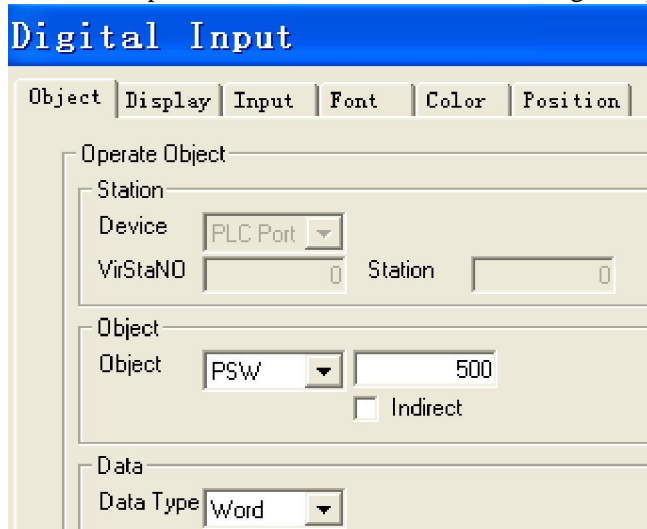 Digital Input
Object Display Input Font Color Position
Operate Object
Station
Device PLC Port
VirStaNO 0 Station 0
Object
Object PSW 500
Indirect
Data
Data Type Word